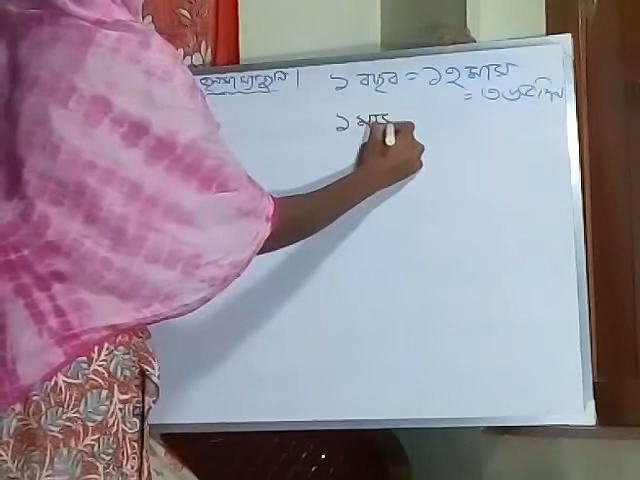 ১ বছর = ১২ মাস
= ৩৬৫ দিন
১ মাস